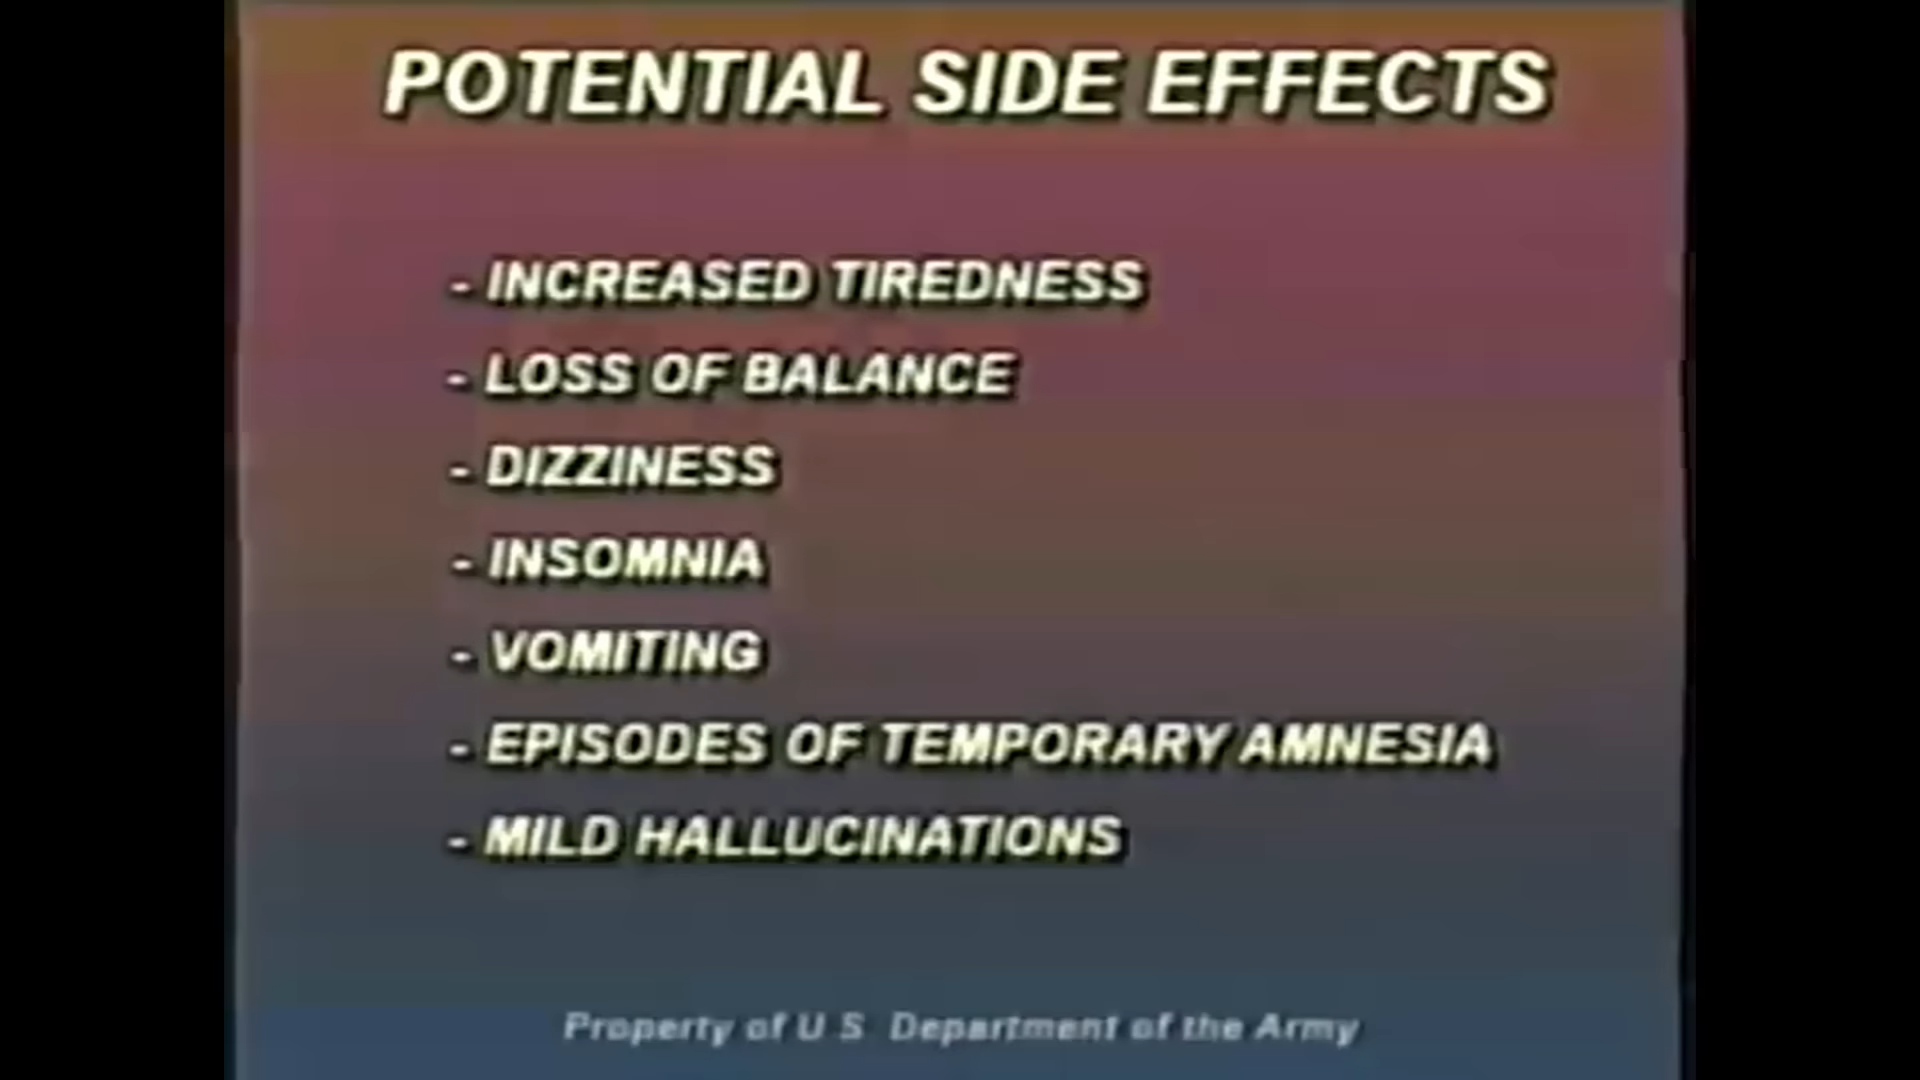 POTENTIAL SIDE EFFECTS
- INCREASED TIREDNESS
- LOSS OF BALANCE
- DIZZINESS
- INSOMNIA
- VOMITING
- EPISODES OF TEMPORARY AMNESIA
- MILD HALLUCINATIONS
Property of U S Department of the Army